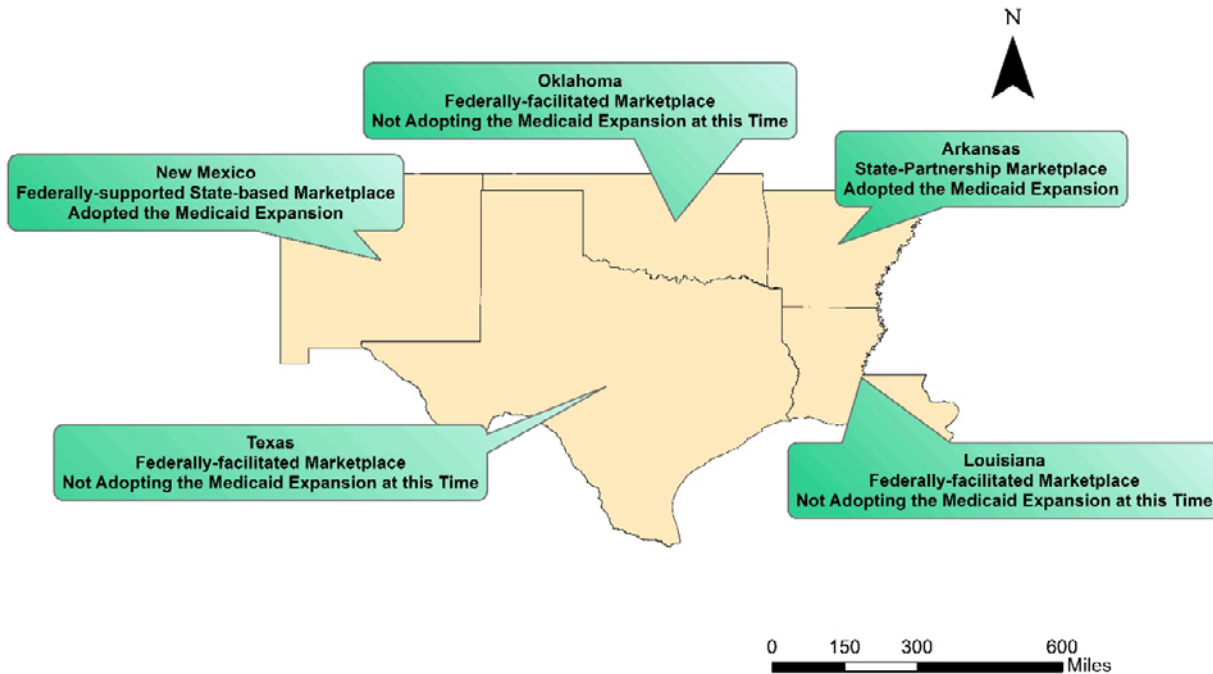 N
Oklahoma
Federally-facilitated Marketplace
Not Adopting the Medicaid Expansion at this Time
Arkansas
State-Partnership Marketplace
Adopted the Medicaid Expansion
New Mexico
Federally-supported State-based Marketplace
Adopted the Medicaid Expansion
Texas
Federally-facilitated Marketplace
Not Adopting the Medicaid Expansion at this Time
Louisiana
Federally-facilitated Marketplace
Not Adopting the Medicaid Expansion at this Time
0 150 300 600
Miles